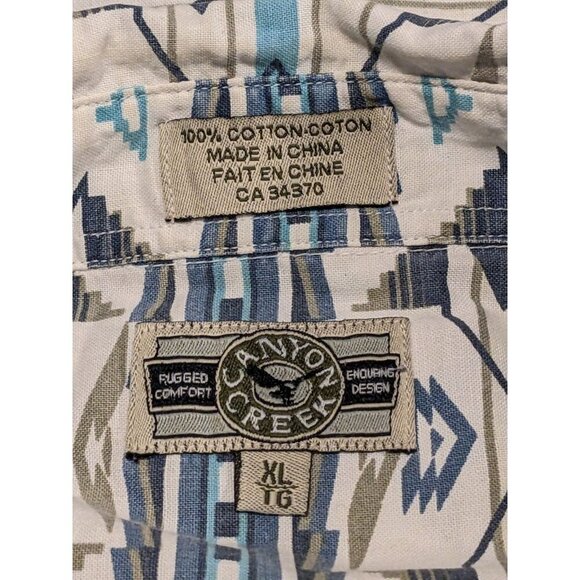 100% COTTON-COTON
MADE IN CHINA
FAIT EN CHINE
CA 34370
CANYON
CREEK
RUGGED
COMFORT
ENDURING
DESIGN
XL
TG